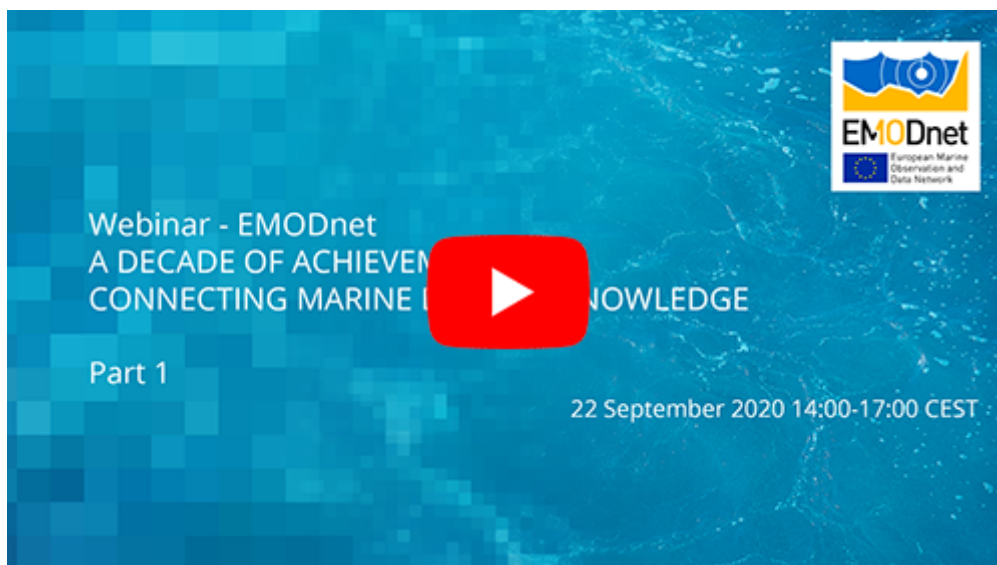 EMODnet
European Marine
Observation and
Data Network
Webinar - EMODnet
A DECADE OF
CONNECTING MARINE
Part 1
22 September 2020 14:00-17:00 CEST